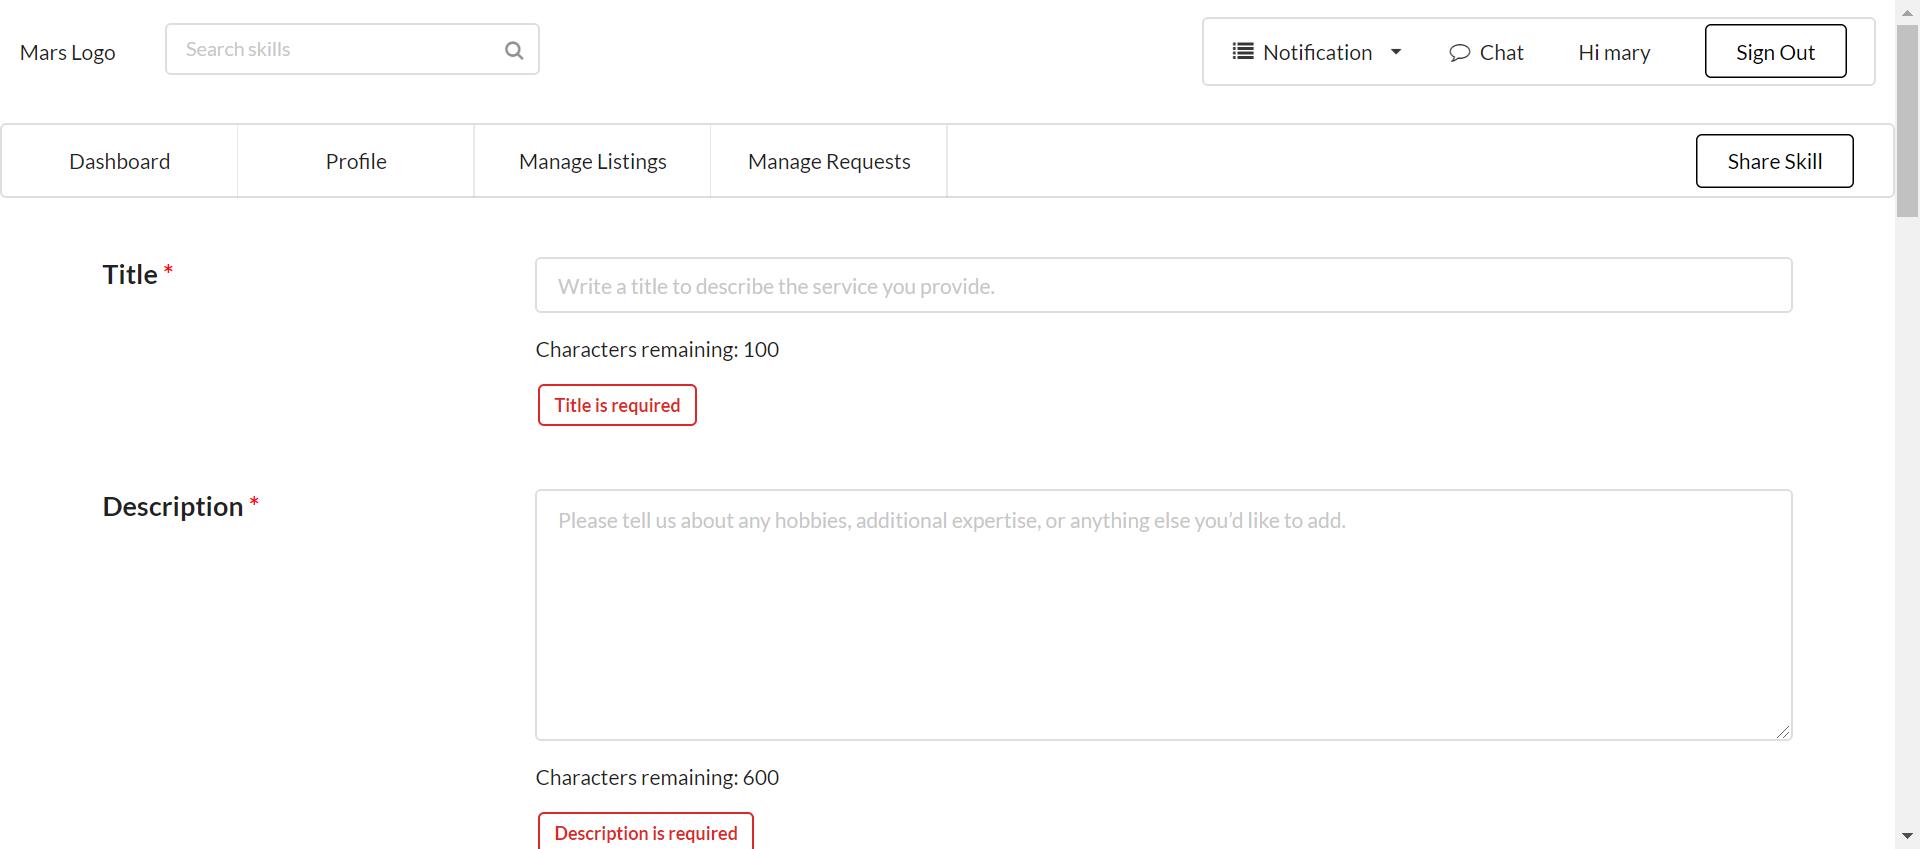 Mars Logo
Search skills
Notification
Chat
Hi mary
Sign Out
Dashboard
Profile
Manage Listings
Manage Requests
Share Skill
Title *
Write a title to describe the service you provide.
Characters remaining: 100
Title is required
Description *
Please tell us about any hobbies, additional expertise, or anything else you’d like to add.
Characters remaining: 600
Description is required